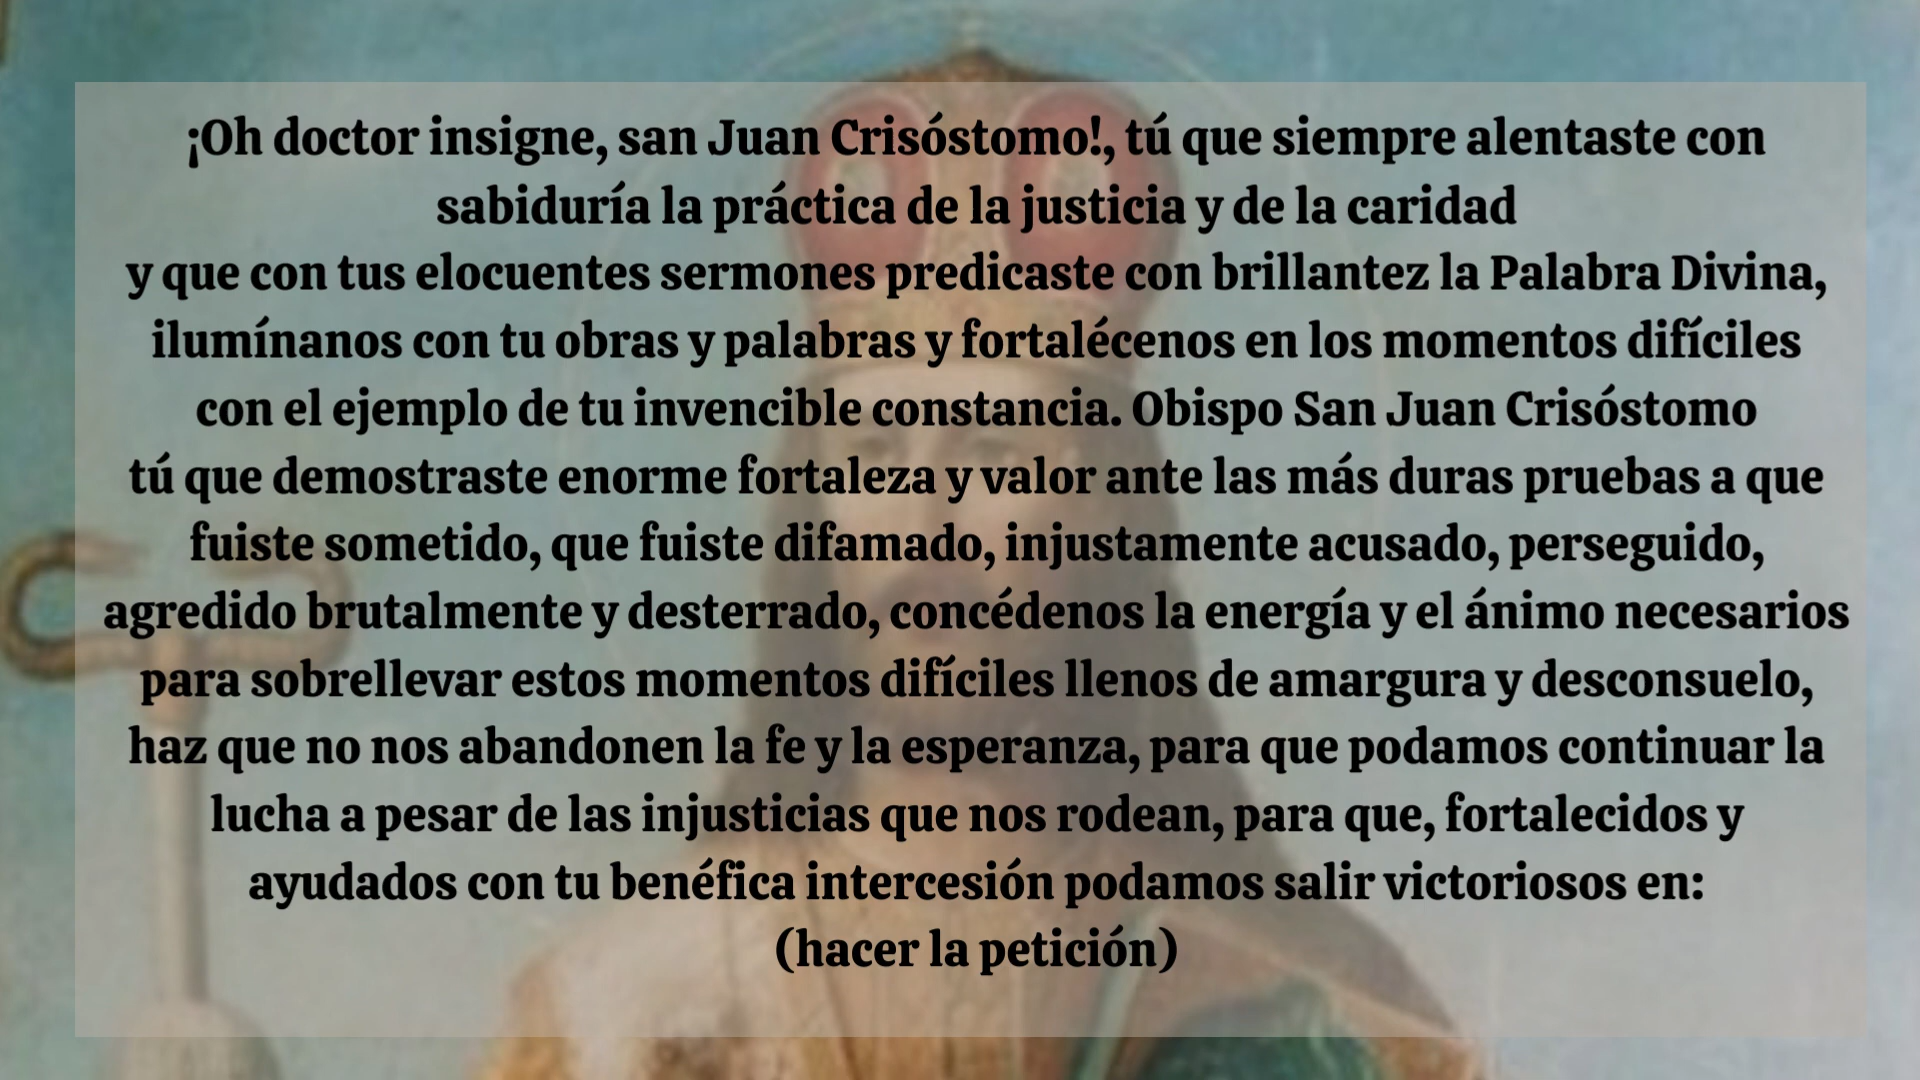 ¡Oh doctor insigne, san Juan Crisóstomo!, tú que siempre alentaste con
sabiduría la práctica de la justicia y de la caridad
y que con tus elocuentes sermones predicaste con brillantez la Palabra Divina,
ilumínanos con tu obras y palabras y fortalécenos en los momentos difíciles
con el ejemplo de tu invencible constancia. Obispo San Juan Crisóstomo
tú que demostraste enorme fortaleza y valor ante las más duras pruebas a que
fuiste sometido, que fuiste difamado, injustamente acusado, perseguido,
agredido brutalmente y desterrado, concédenos la energía y el ánimo necesarios
para sobrellevar estos momentos difíciles llenos de amargura y desconsuelo,
haz que no nos abandonen la fe y la esperanza, para que podamos continuar la
lucha a pesar de las injusticias que nos rodean, para que, fortalecidos y
ayudados con tu benéfica intercesión podamos salir victoriosos en:
(hacer la petición)